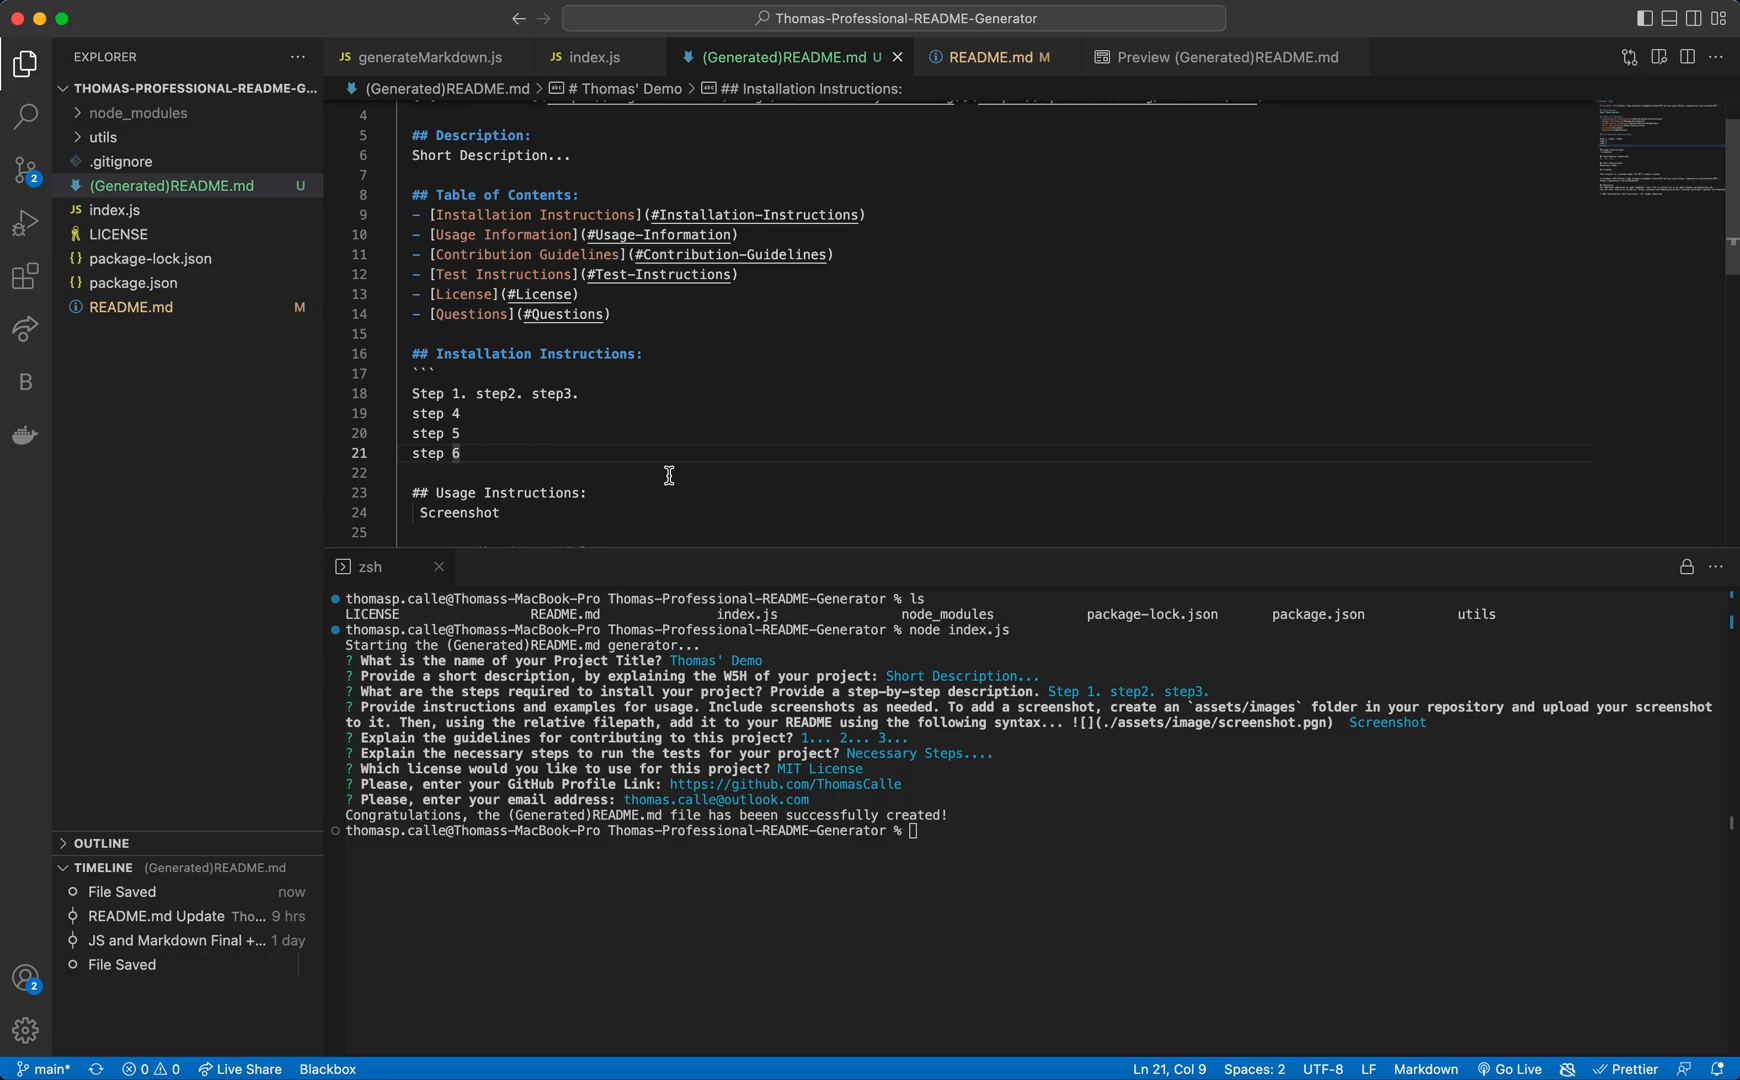 Thomas-Professional-README-Generator
EXPLORER
JS generateMarkdown.js
JS index.js
(Generated)README.md U
README.md M
Preview (Generated)README.md
THOMAS-PROFESSIONAL-README-G...
(Generated)README.md > # Thomas' Demo > ## Installation Instructions:
node_modules
utils
.gitignore
(Generated)README.md U
JS index.js
LICENSE
{} package-lock.json
{} package.json
README.md M
2
B
4
5 ## Description:
6 Short Description...
7
8 ## Table of Contents:
9 - [Installation Instructions](#Installation-Instructions)
10 - [Usage Information](#Usage-Information)
11 - [Contribution Guidelines](#Contribution-Guidelines)
12 - [Test Instructions](#Test-Instructions)
13 - [License](#License)
14 - [Questions](#Questions)
15
16 ## Installation Instructions:
17 ```
18 Step 1. step2. step3.
19 step 4
20 step 5
21 step 6
22
23 ## Usage Instructions:
24 Screenshot
25
zsh
thomasp.calle@Thomass-MacBook-Pro Thomas-Professional-README-Generator % ls
LICENSE README.md index.js node_modules package-lock.json package.json utils
thomasp.calle@Thomass-MacBook-Pro Thomas-Professional-README-Generator % node index.js
Starting the (Generated)README.md generator...
? What is the name of your Project Title? Thomas' Demo
? Provide a short description, by explaining the W5H of your project: Short Description...
? What are the steps required to install your project? Provide a step-by-step description. Step 1. step2. step3.
? Provide instructions and examples for usage. Include screenshots as needed. To add a screenshot, create an `assets/images` folder in your repository and upload your screenshot
to it. Then, using the relative filepath, add it to your README using the following syntax... ![](./assets/image/screenshot.pgn) Screenshot
? Explain the guidelines for contributing to this project? 1... 2... 3...
? Explain the necessary steps to run the tests for your project? Necessary Steps....
? Which license would you like to use for this project? MIT License
? Please, enter your GitHub Profile Link: https://github.com/ThomasCalle
? Please, enter your email address: thomas.calle@outlook.com
Congratulations, the (Generated)README.md file has beeen successfully created!
thomasp.calle@Thomass-MacBook-Pro Thomas-Professional-README-Generator %
OUTLINE
TIMELINE (Generated)README.md
File Saved now
README.md Update Tho... 9 hrs
JS and Markdown Final +... 1 day
File Saved
2
main* 0 0 Live Share Blackbox Ln 21, Col 9 Spaces: 2 UTF-8 LF Markdown Go Live Prettier